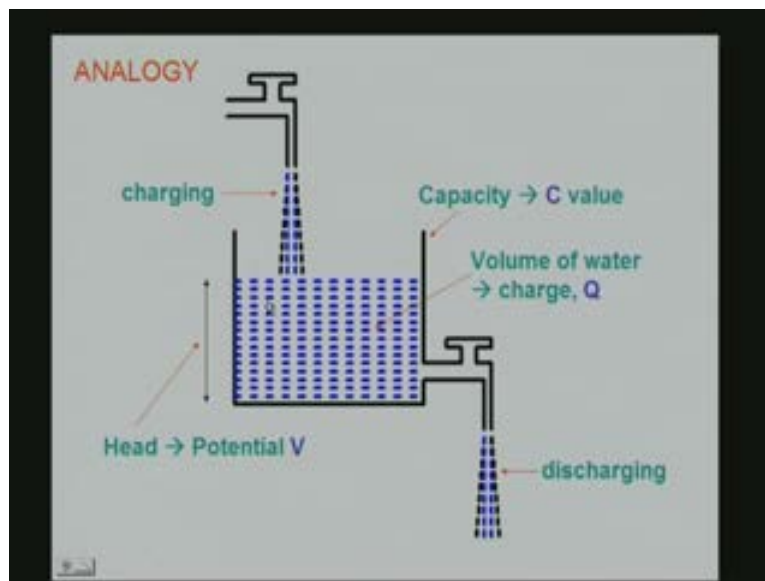 ANALOGY
charging
Capacity → C value
Volume of water
→ charge, Q
Head → Potential V
discharging